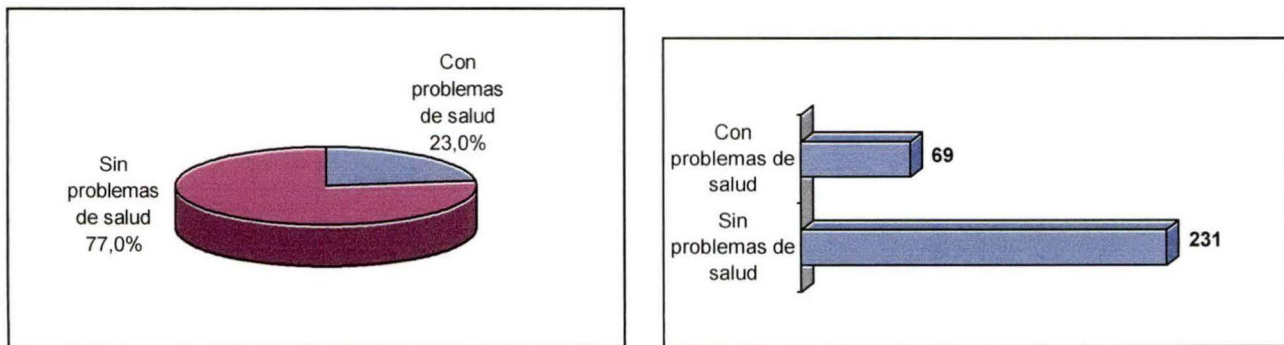 Con
problemas
de salud
23,0%
Sin
problemas
de salud
77,0%
Con
problemas de
salud
69
Sin
problemas de
salud
231